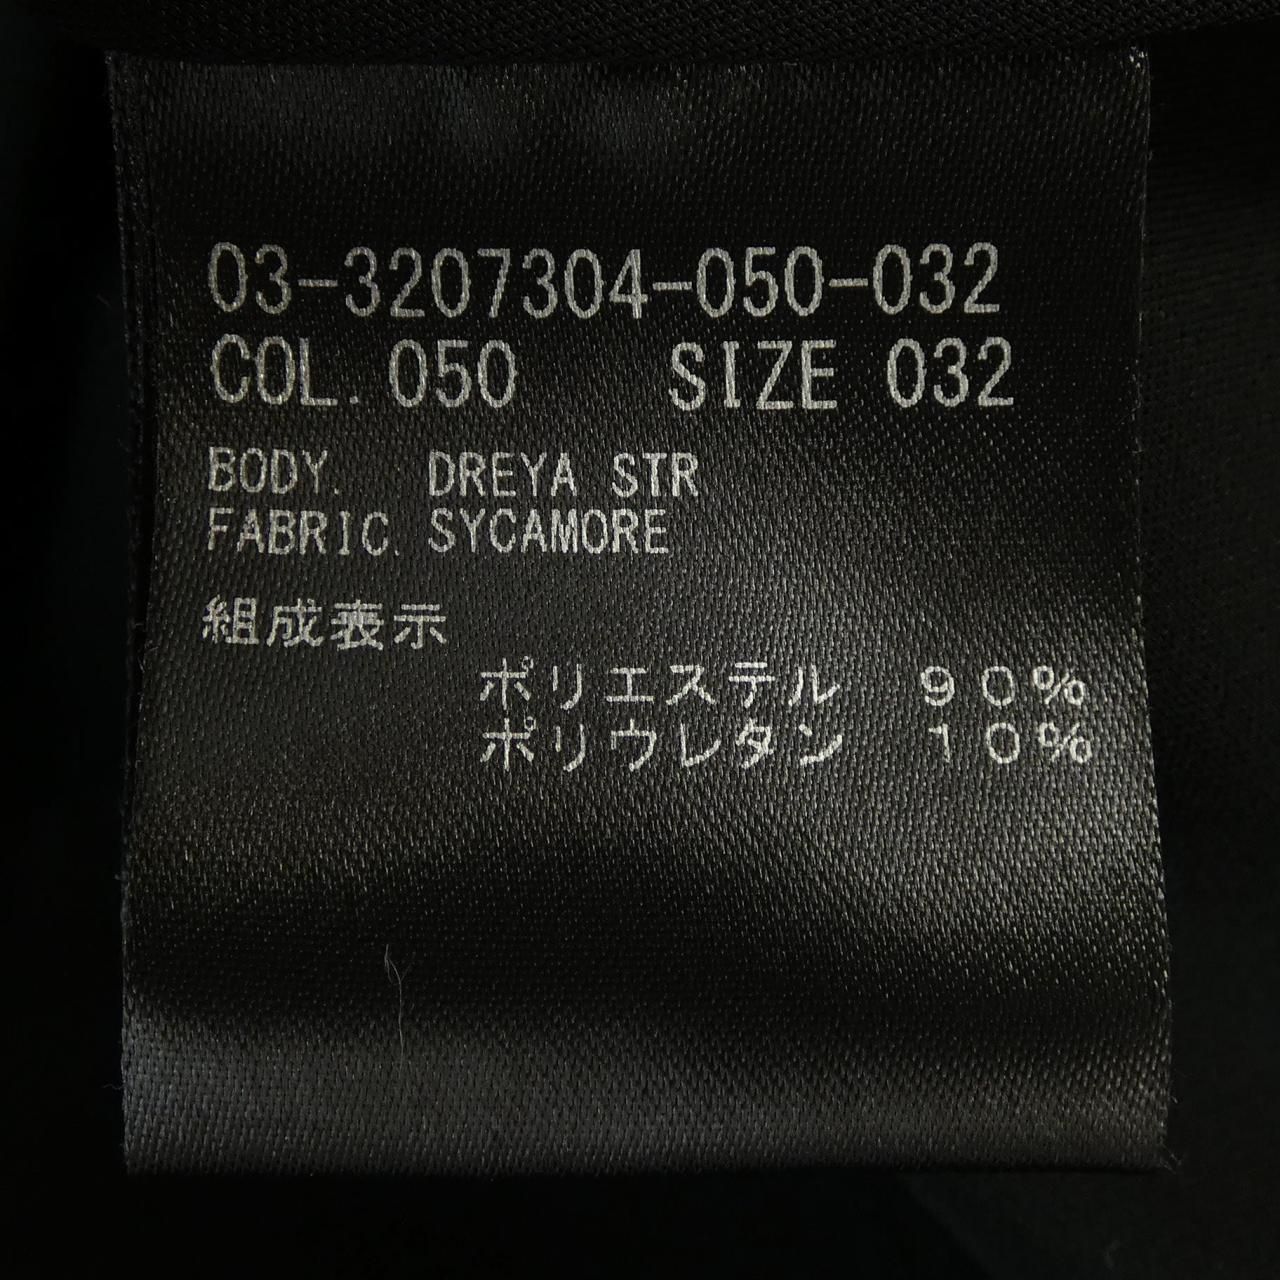 03-3207304-050-032
COL. 050 SIZE 032
BODY. DREYA STR
FABRIC. SYCAMORE
組成表示
ポリエステル 90%
ポリウレタン 10%